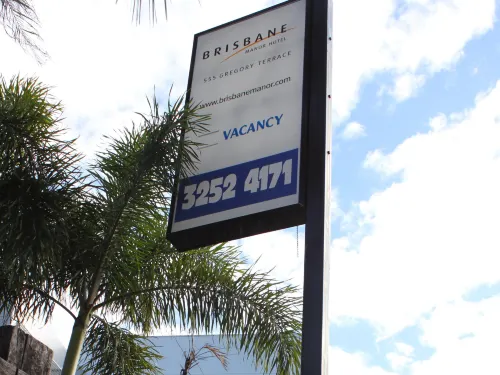 BRISBANE
MANOR HOTEL
555 GREGORY TERRACE
www.brisbanemanor.com
VACANCY
3252 4171